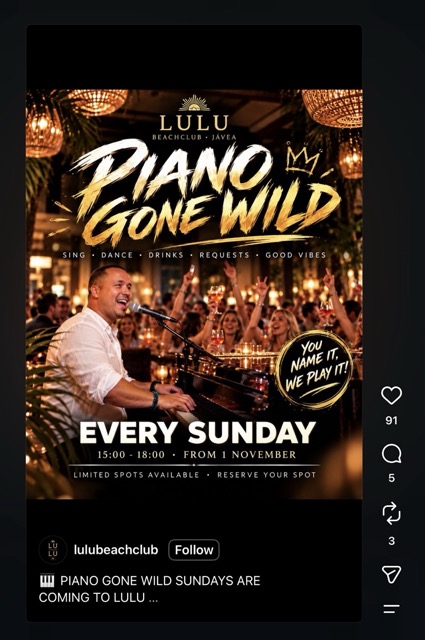 LULU
BEACHCLUB • JÁVEA
PIANO
GONE WILD
SING • DANCE • DRINKS • REQUESTS • GOOD VIBES
YOU
NAME IT,
WE PLAY IT!
EVERY SUNDAY
15:00 - 18:00 • FROM 1 NOVEMBER
LIMITED SPOTS AVAILABLE • RESERVE YOUR SPOT
91
5
3
LU
LU
lulubeachclub Follow
🎹 PIANO GONE WILD SUNDAYS ARE
COMING TO LULU ...